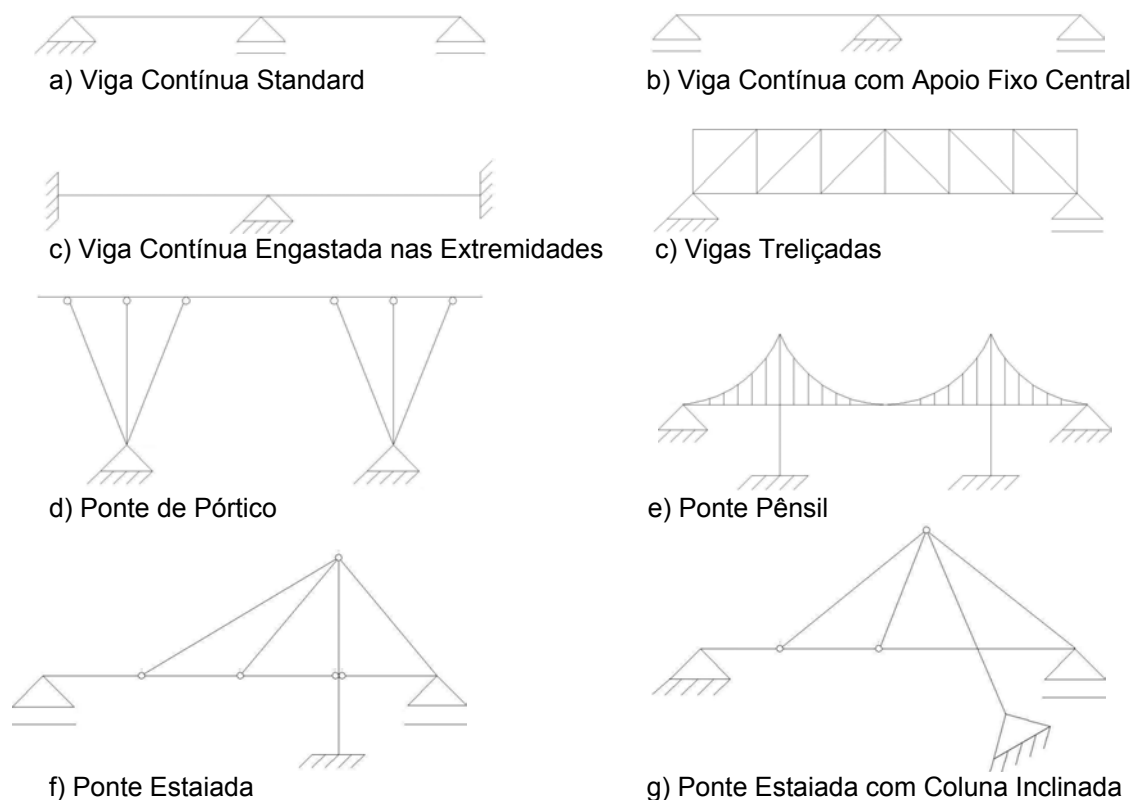 a) Viga Contínua Standard
b) Viga Contínua com Apoio Fixo Central
c) Viga Contínua Engastada nas Extremidades
c) Vigas Treliçadas
d) Ponte de Pórtico
e) Ponte Pênsil
f) Ponte Estaiada
g) Ponte Estaiada com Coluna Inclinada